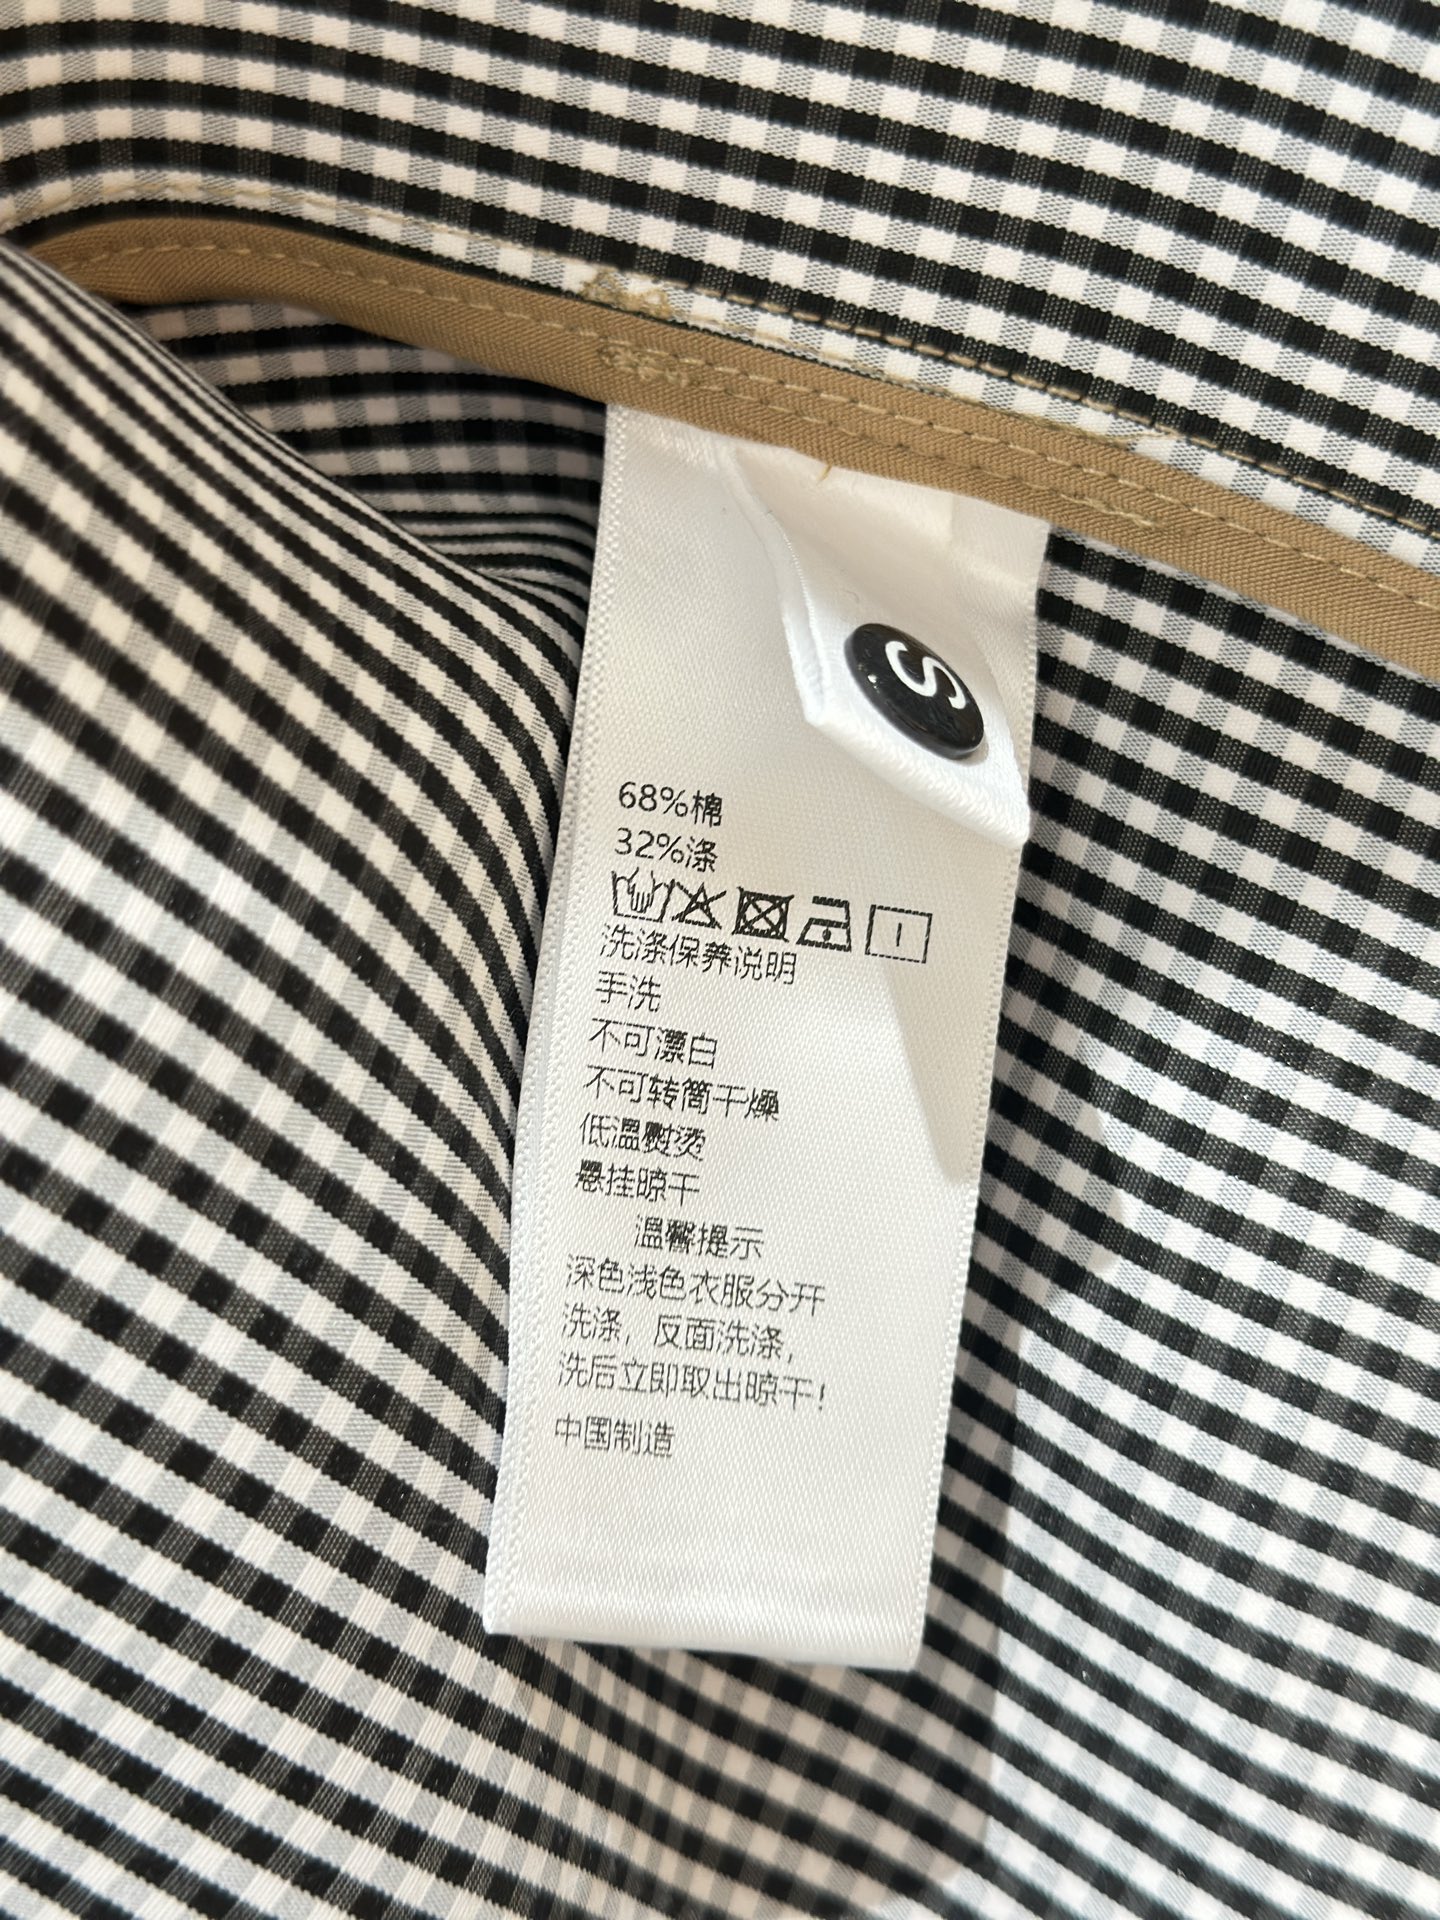 S
68%棉
32%涤
洗涤保养说明
手洗
不可漂白
不可转筒干燥
低温熨烫
悬挂晾干
温馨提示
深色浅色衣服分开
洗涤，反面洗涤，
洗后立即取出晾干！
中国制造